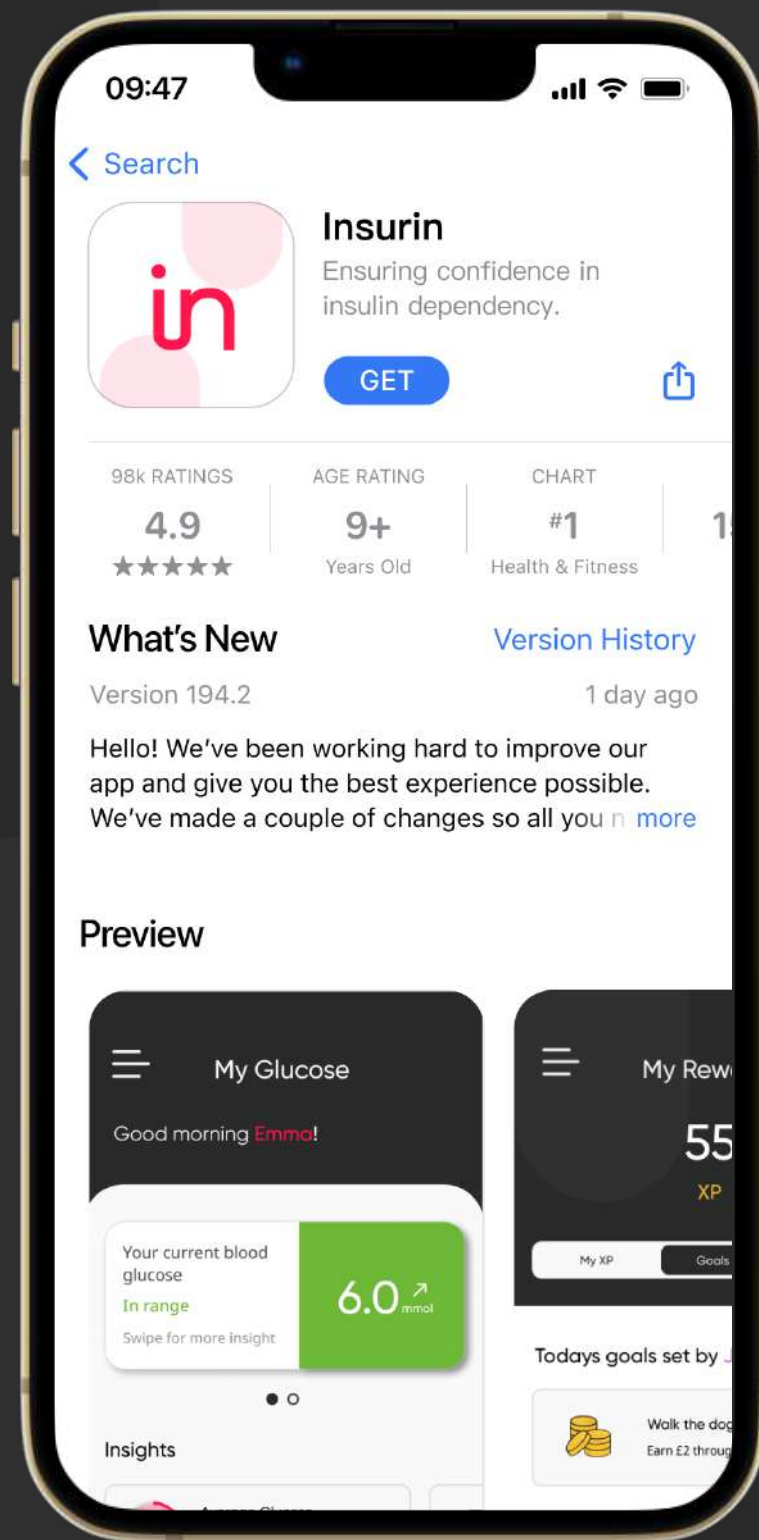 09:47
Search
in
Insurin
Ensuring confidence in
insulin dependency.
GET
98k RATINGS
AGE RATING
CHART
4.9
9+
#1
Years Old
Health & Fitness
What's New
Version History
Version 194.2
1 day ago
Hello! We've been working hard to improve our
app and give you the best experience possible.
We've made a couple of changes so all you
more
Preview
My Glucose
Good morning Emma!
Your current blood
glucose
In range
Swipe for more insight
6.0
mmol
Insights
My
55
XP
My XP
Goals
Todays goals set by
Walk the dog
Earn £2